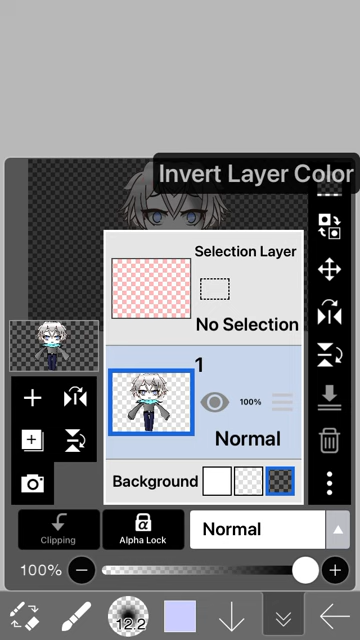 Invert Layer Color
Selection Layer
No Selection
1
100%
Normal
Background
Clipping
α
Alpha Lock
Normal
100%
12.2